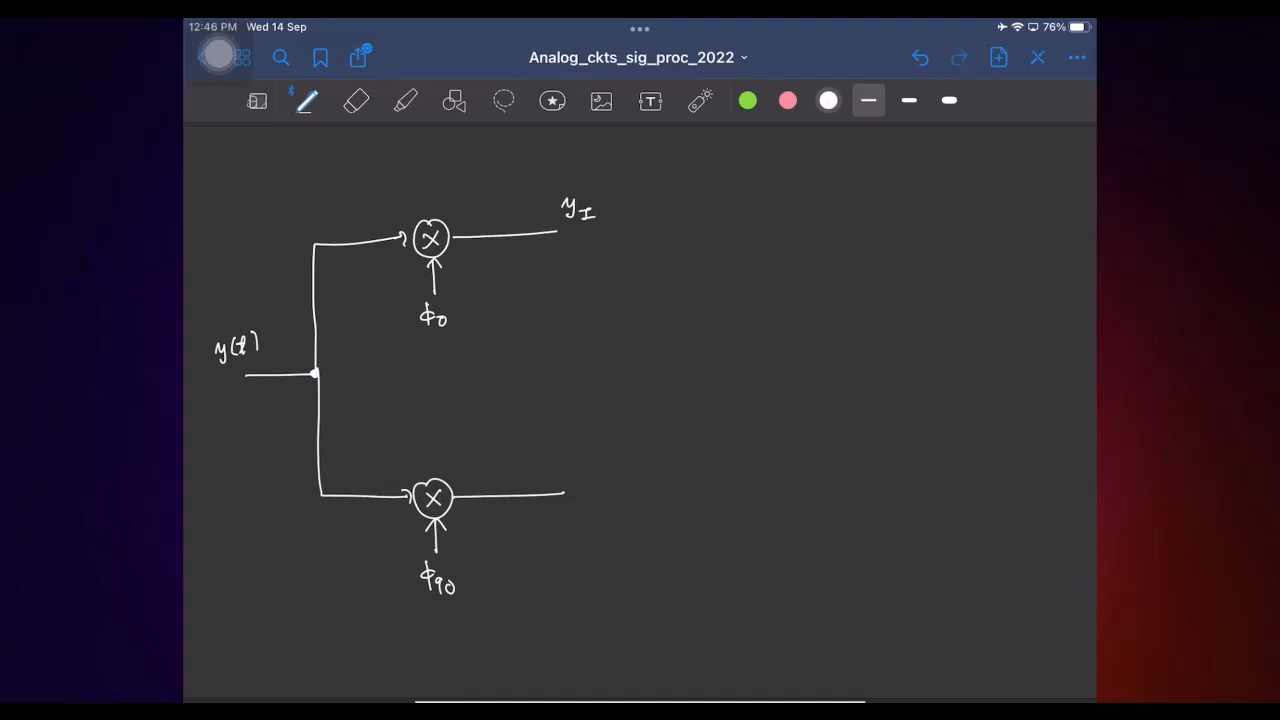 12:46 PM Wed 14 Sep
76%
Analog_ckts_sig_proc_2022
T
y_I
×
ϕ_0
y(t)
×
ϕ_90